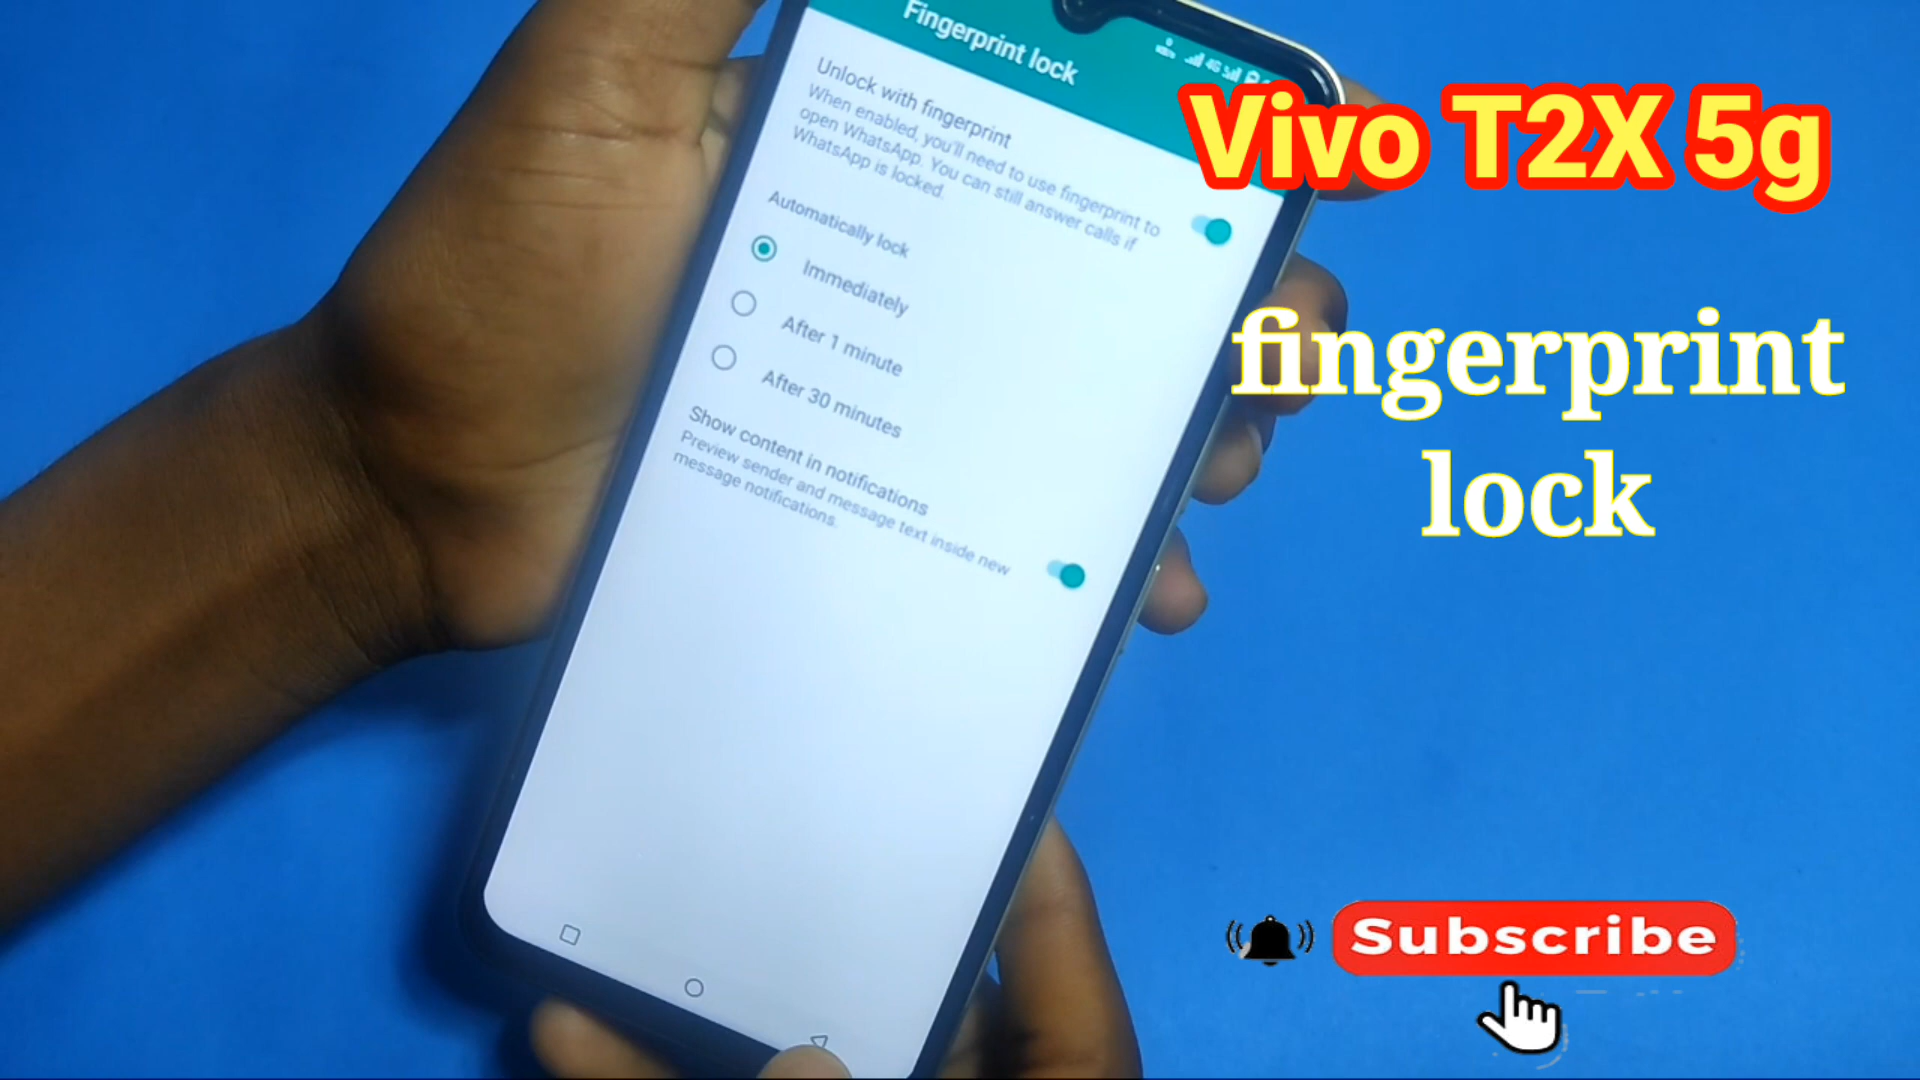 Fingerprint lock
Unlock with fingerprint
When enabled, you'll need to use fingerprint to
open WhatsApp. You can still answer calls if
WhatsApp is locked.
Automatically lock
Immediately
After 1 minute
After 30 minutes
Show content in notifications
Preview sender and message text inside new
message notifications.
Vivo T2X 5g
fingerprint
lock
Subscribe